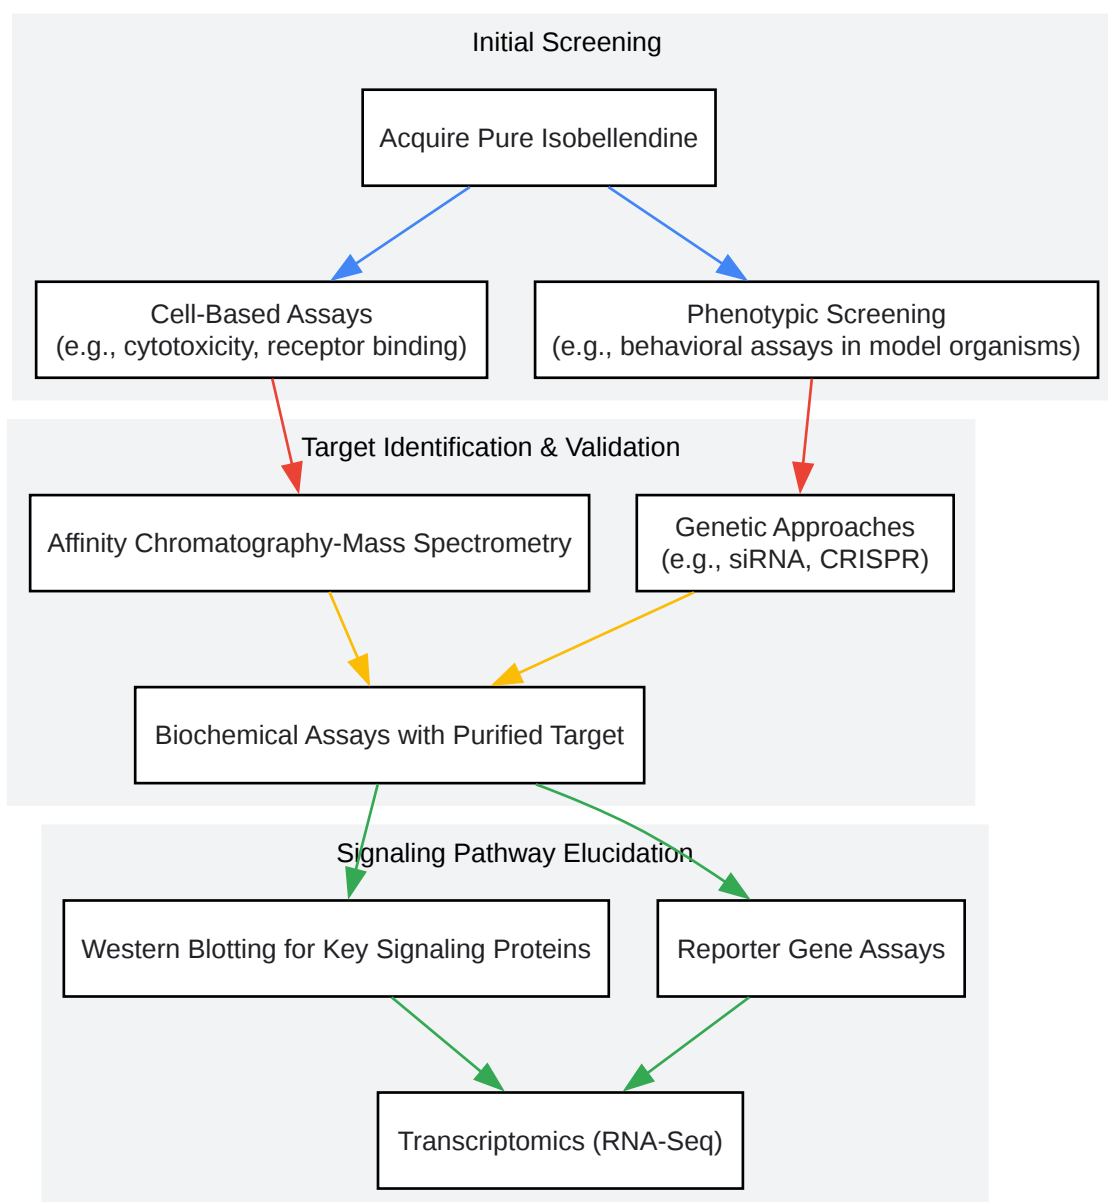 Initial Screening
Acquire Pure Isobellendine
Cell-Based Assays
(e.g., cytotoxicity, receptor binding)
Phenotypic Screening
(e.g., behavioral assays in model organisms)
Target Identification & Validation
Affinity Chromatography-Mass Spectrometry
Genetic Approaches
(e.g., siRNA, CRISPR)
Biochemical Assays with Purified Target
Signaling Pathway Elucidation
Western Blotting for Key Signaling Proteins
Reporter Gene Assays
Transcriptomics (RNA-Seq)